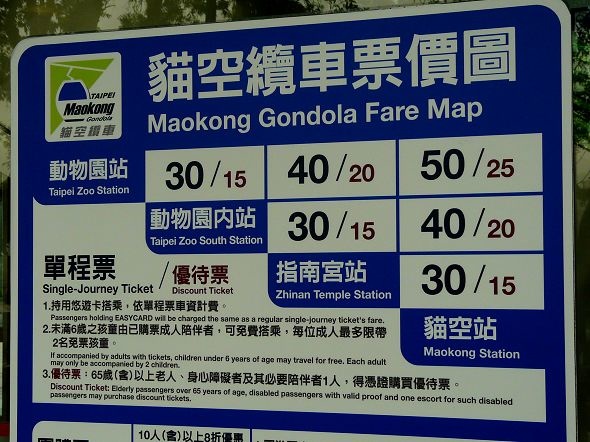 TAIPEI
Maokong
Gondola
貓空纜車
貓空纜車票價圖
Maokong Gondola Fare Map
動物園站
Taipei Zoo Station
30/15
40/20
50/25
動物園内站
Taipei Zoo South Station
30/15
40/20
單程票
Single-Journey Ticket
/優待票
Discount Ticket
指南宮站
Zhinan Temple Station
30/15
貓空站
Maokong Station
1.持用悠遊卡搭乘，依單程票車資計費。
Passengers holding EASYCARD will be charged the same as a regular single-journey ticket's fare.
2.未滿6歲之孩童由已購票成人陪伴者，可免費搭乘，每位成人最多限帶
2名免票孩童。
If accompanied by adults with tickets, children under 6 years of age may travel for free. Each adult
may only be accompanied by 2 children.
3.優待票：65歲(含)以上老人、身心障礙者及其必要陪伴者1人，得憑證購買優待票。
Discount Ticket: Elderly passengers over 65 years of age, disabled passengers with valid proof and one escort for such disabled
passengers may purchase discount tickets.
10人(含)以上8折優惠